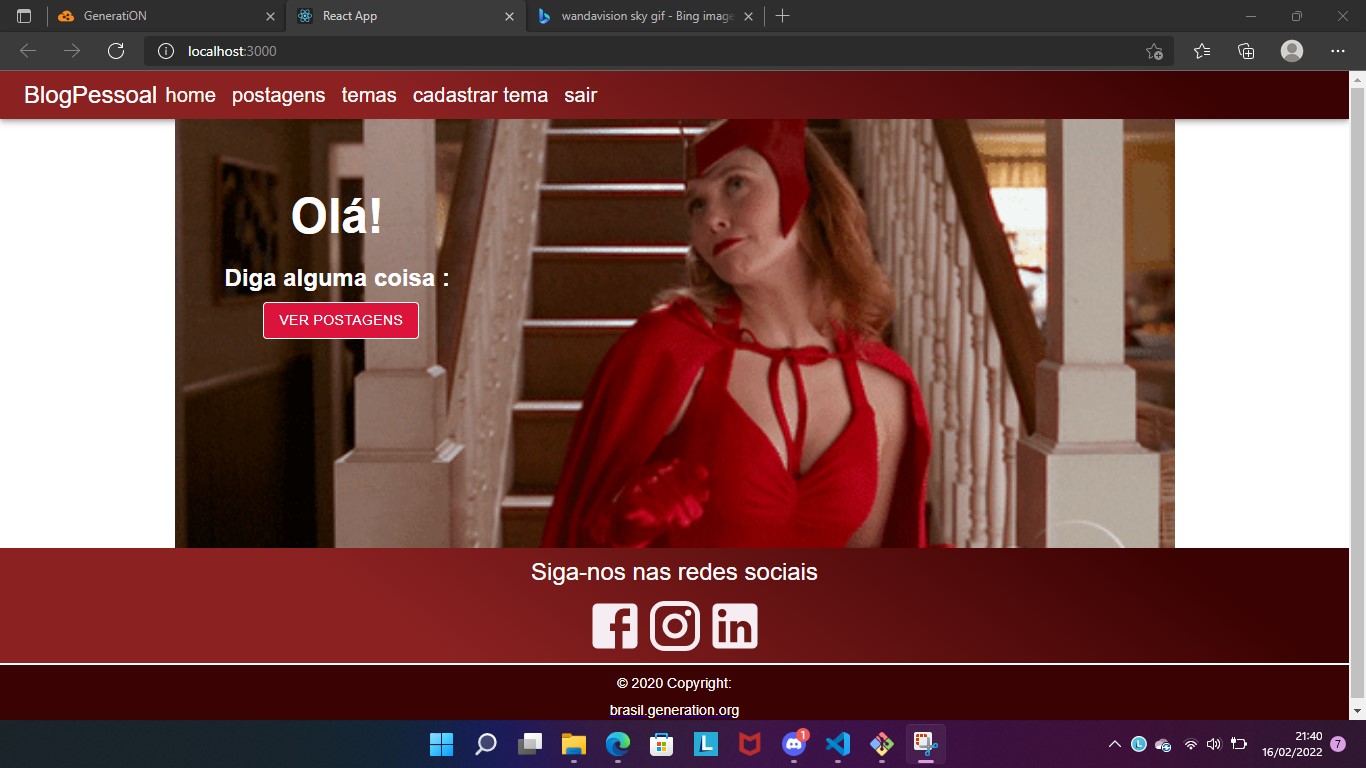 GeneratiON
React App
wandavision sky gif - Bing image
localhost:3000
BlogPessoal home postagens temas cadastrar tema sair
Olá!
Diga alguma coisa :
VER POSTAGENS
Siga-nos nas redes sociais
© 2020 Copyright:
brasil.generation.org
21:40
16/02/2022
7
1